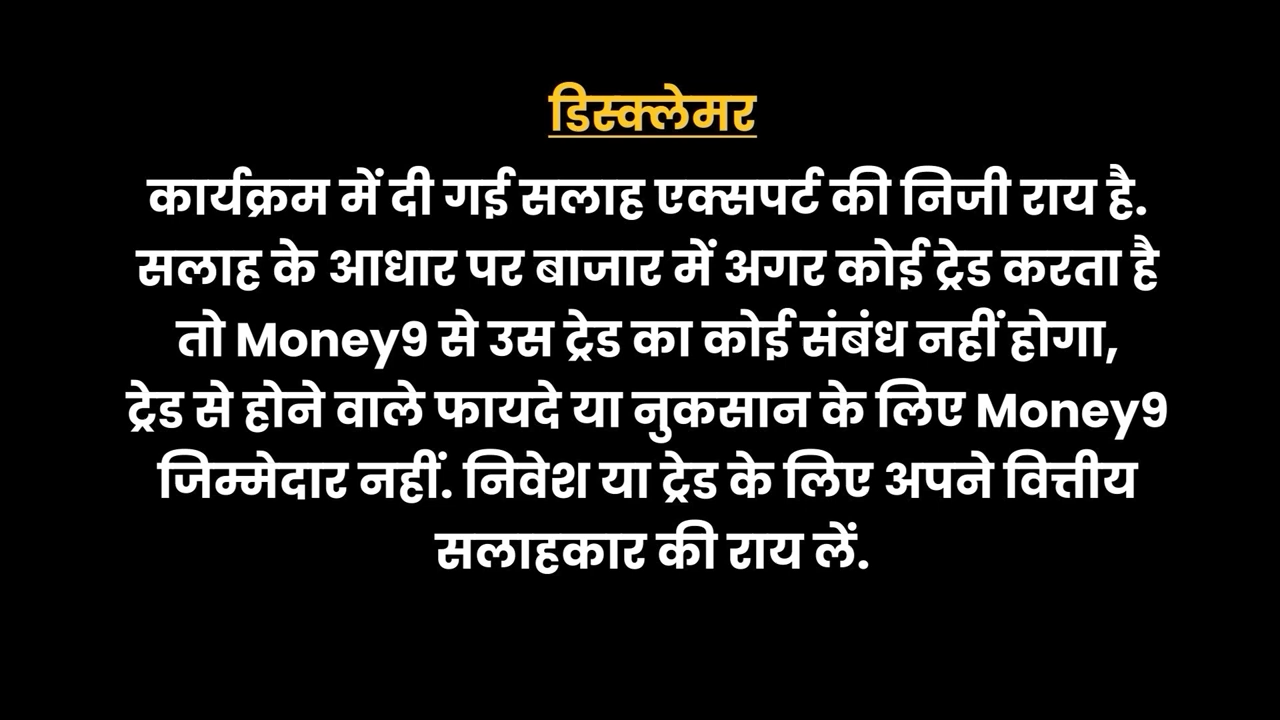 डिस्क्लेमर
कार्यक्रम में दी गई सलाह एक्सपर्ट की निजी राय है.
सलाह के आधार पर बाजार में अगर कोई ट्रेड करता है
तो Money9 से उस ट्रेड का कोई संबंध नहीं होगा,
ट्रेड से होने वाले फायदे या नुकसान के लिए Money9
जिम्मेदार नहीं. निवेश या ट्रेड के लिए अपने वित्तीय
सलाहकार की राय लें.